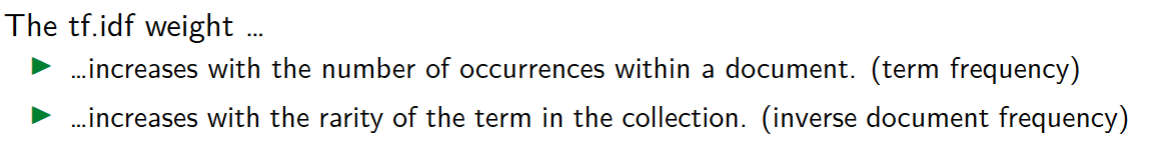 The tf.idf weight ...
...increases with the number of occurrences within a document. (term frequency)
...increases with the rarity of the term in the collection. (inverse document frequency)